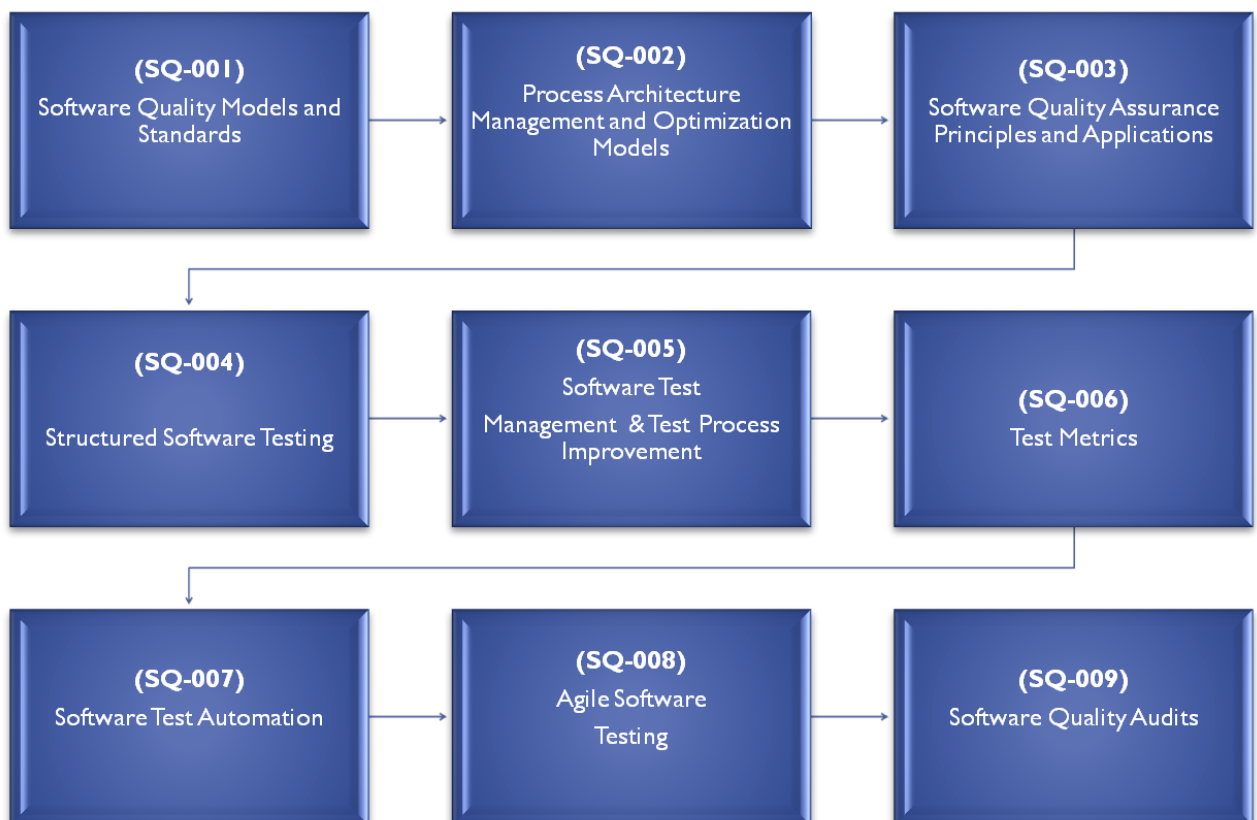 (SQ-001)
Software Quality Models and
Standards
(SQ-002)
Process Architecture
Management and Optimization
Models
(SQ-003)
Software Quality Assurance
Principles and Applications
(SQ-004)
Structured Software Testing
(SQ-005)
Software Test
Management & Test Process
Improvement
(SQ-006)
Test Metrics
(SQ-007)
Software Test Automation
(SQ-008)
Agile Software
Testing
(SQ-009)
Software Quality Audits